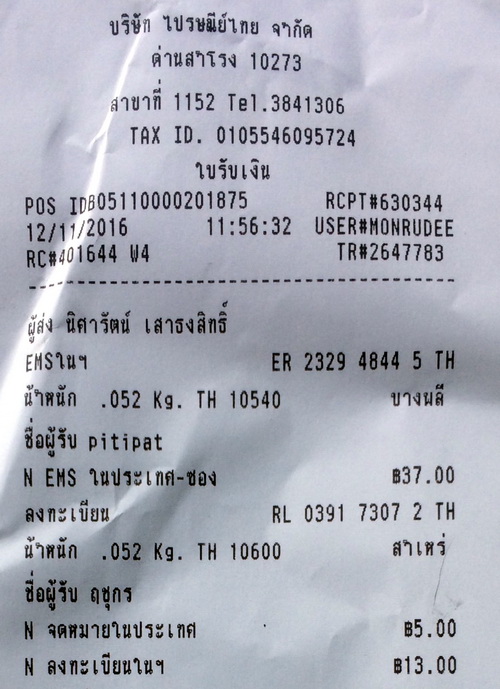 บริษัท ไปรษณีย์ไทย จำกัด
ด่านสำโรง 10273
สาขาที่ 1152 Tel.3841306
TAX ID. 0105546095724
ใบรับเงิน
POS IDB05110000201875 RCPT#630344
12/11/2016 11:56:32 USER#MONRUDEE
RC#401644 W4 TR#2647783
ผู้ส่ง นิศารัตน์ เสาธงสิทธิ์
EMSในฯ ER 2329 4844 5 TH
น้ำหนัก .052 Kg. TH 10540 บางพลี
ชื่อผู้รับ pitipat
N EMS ในประเทศ-ซอง ฿37.00
ลงทะเบียน RL 0391 7307 2 TH
น้ำหนัก .052 Kg. TH 10600 สำเหร่
ชื่อผู้รับ ฤชุกร
N จดหมายในประเทศ ฿5.00
N ลงทะเบียนในฯ ฿13.00